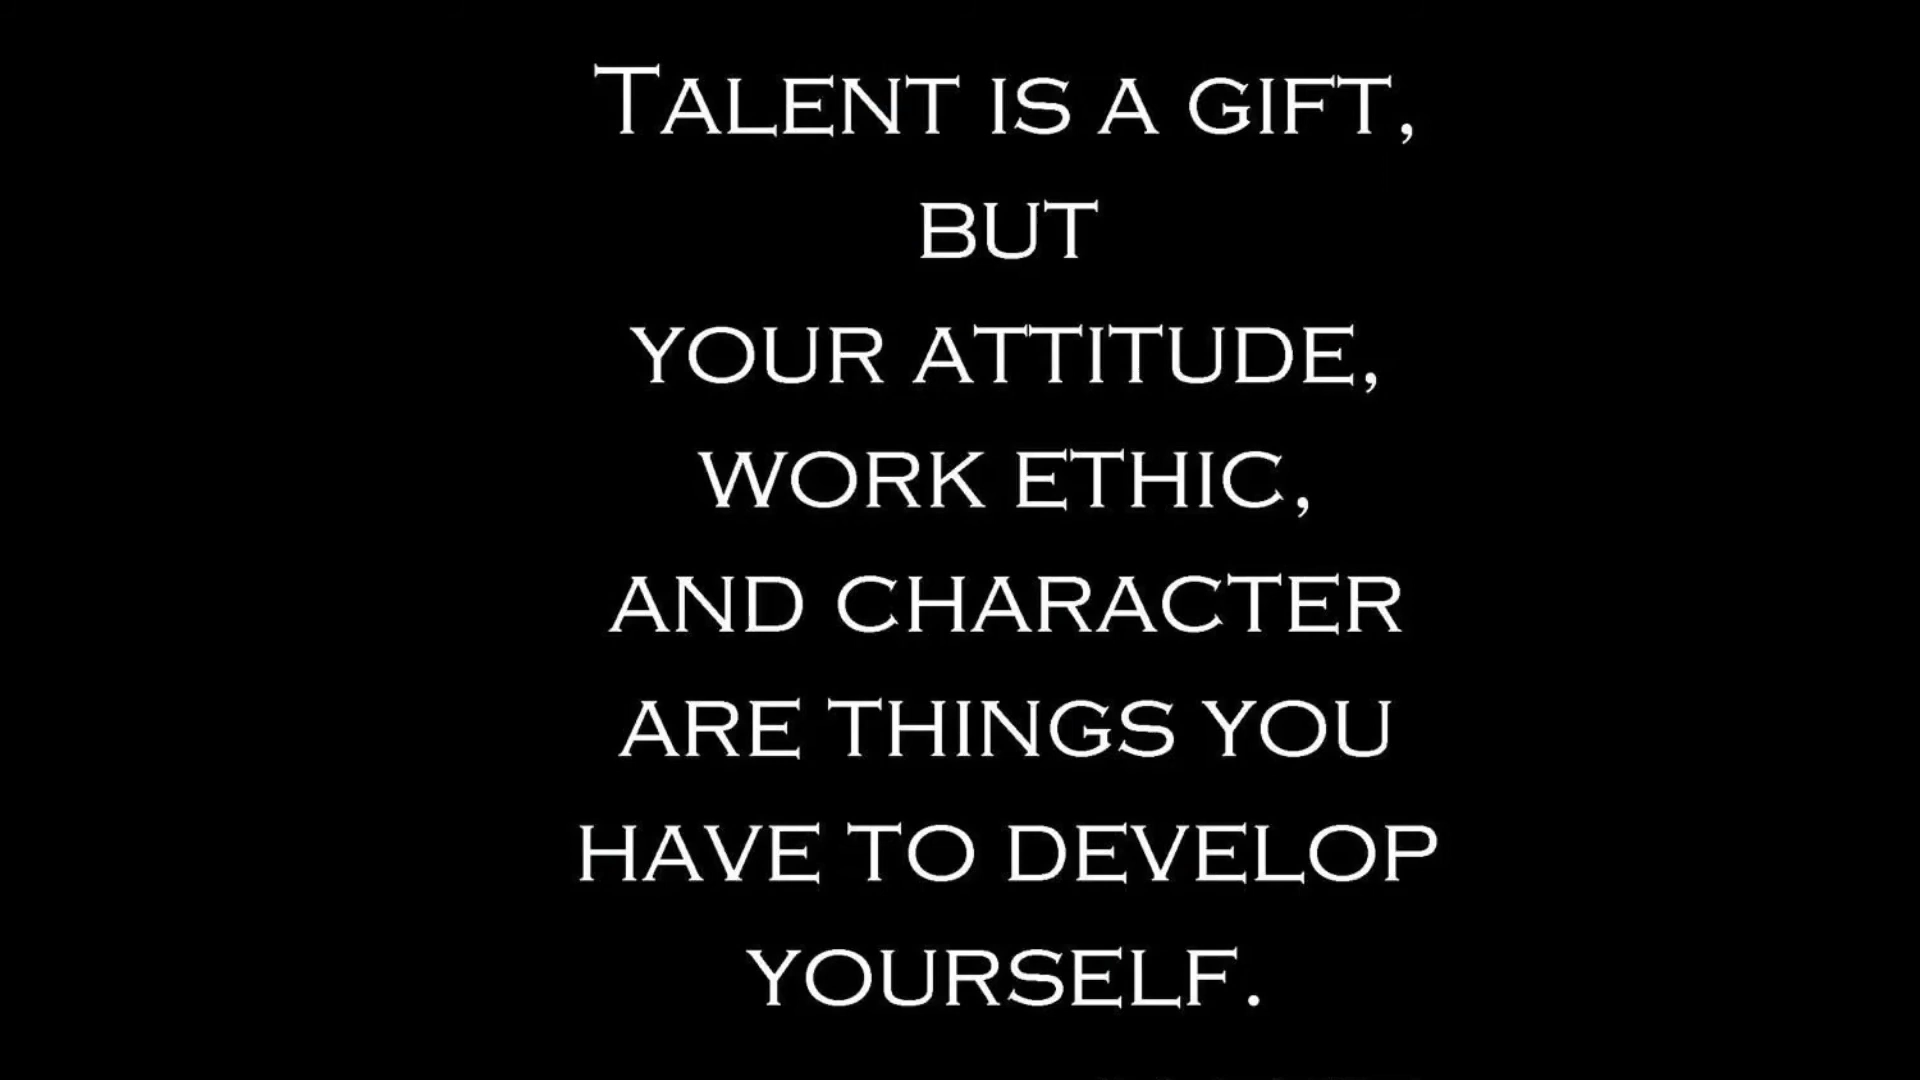 Talent is a gift,
but
your attitude,
work ethic,
and character
are things you
have to develop
yourself.